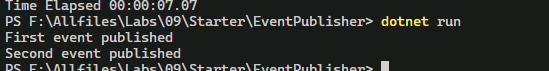 Time Elapsed 00:00:07.07
PS F:\Allfiles\Labs\09\Starter\EventPublisher> dotnet run
First event published
Second event published
PS F:\Allfiles\Labs\09\Starter\EventPublisher>